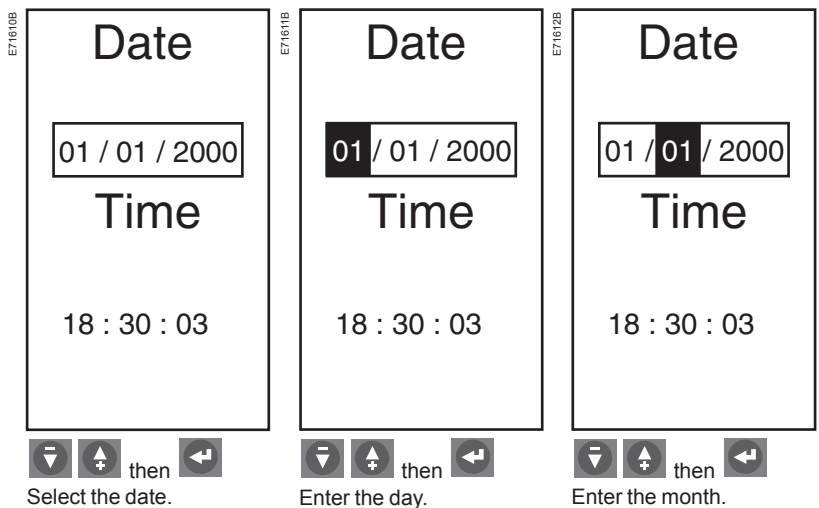 E71610B
Date
01 / 01 / 2000
Time
18 : 30 : 03
then
Select the date.
E71611B
Date
01 / 01 / 2000
Time
18 : 30 : 03
then
Enter the day.
E71612B
Date
01 / 01 / 2000
Time
18 : 30 : 03
then
Enter the month.